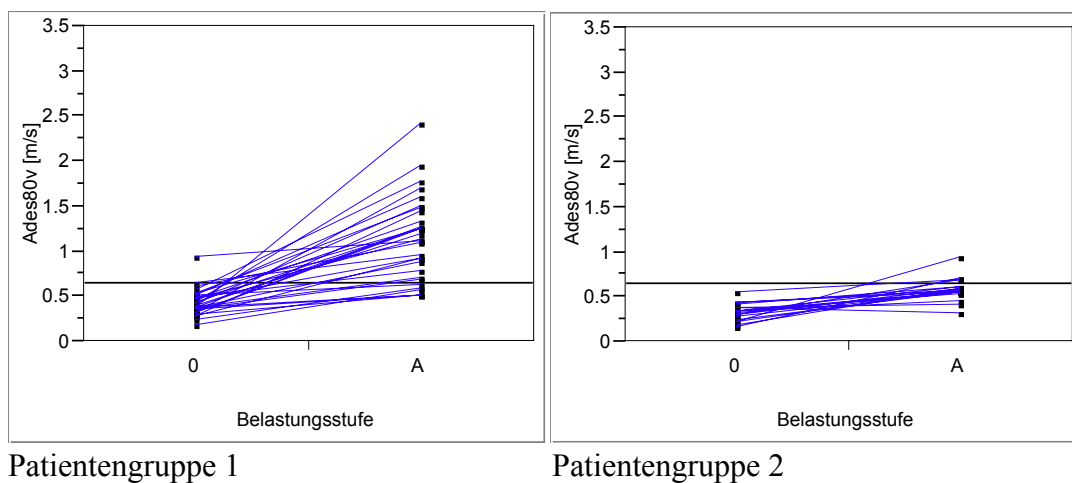 3.5
3
2.5
2
1.5
1
0.5
0
Ades80v [m/s]
0 A
Belastungsstufe
3.5
3
2.5
2
1.5
1
0.5
0
Ades80v [m/s]
0 A
Belastungsstufe
Patientengruppe 1
Patientengruppe 2